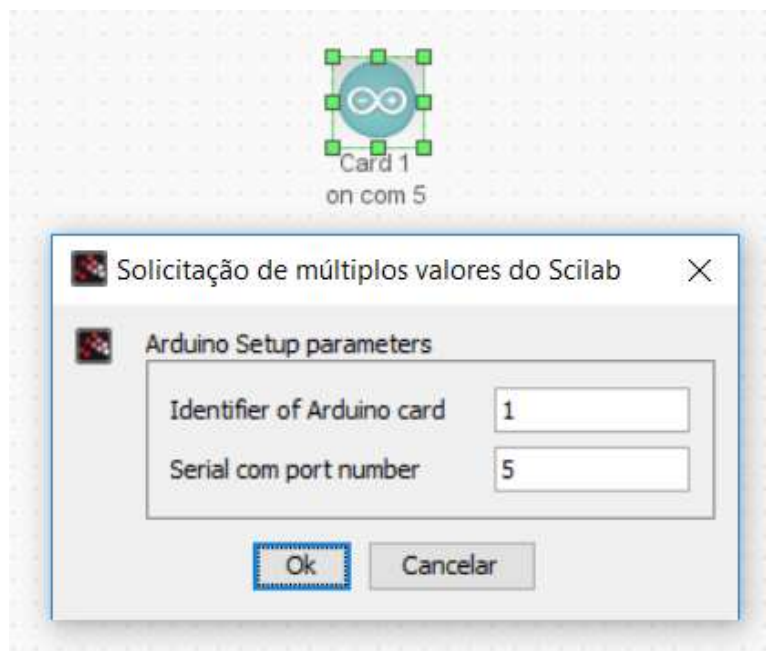 Card 1
on com 5
Solicitação de múltiplos valores do Scilab
Arduino Setup parameters
Identifier of Arduino card 1
Serial com port number 5
Ok Cancelar